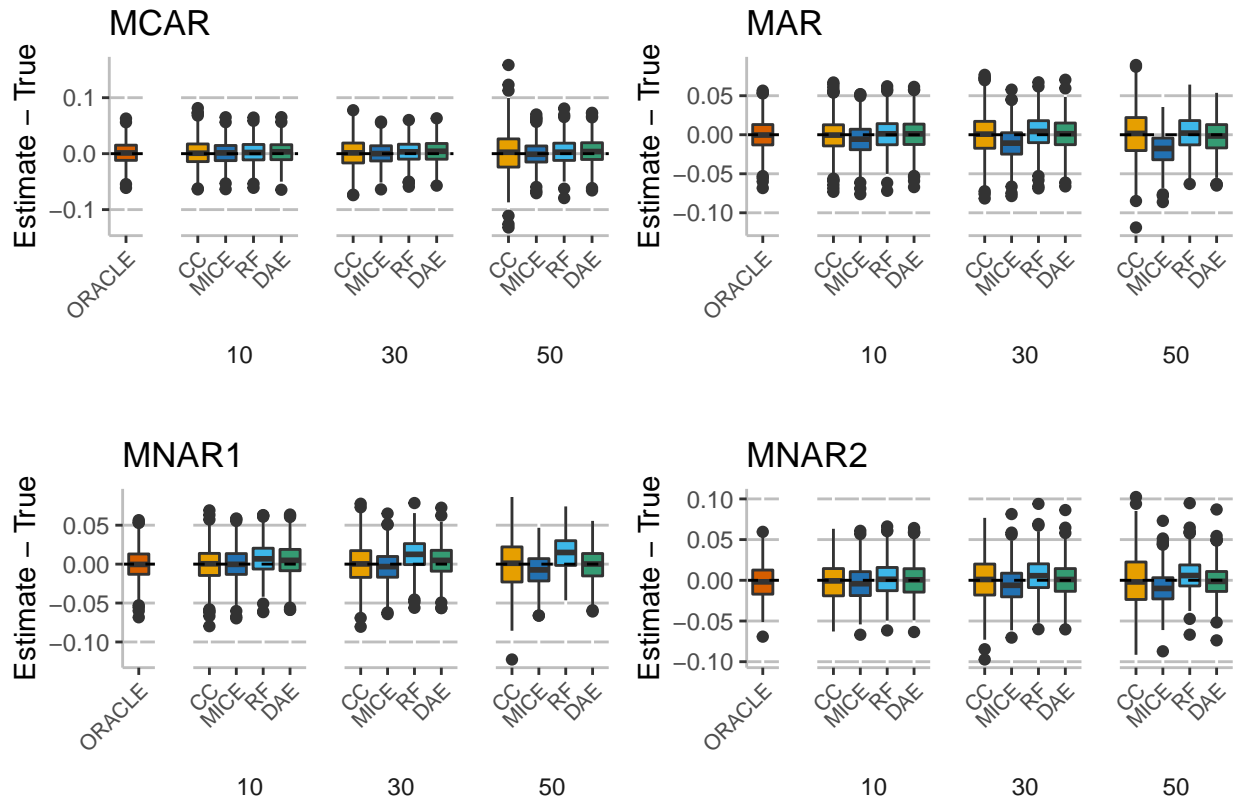 MCAR
Estimate – True
0.1
0.0
−0.1
ORACLE
CC
MICE
RF
DAE
CC
MICE
RF
DAE
CC
MICE
RF
DAE
10
30
50
MAR
Estimate – True
0.05
0.00
−0.05
−0.10
ORACLE
CC
MICE
RF
DAE
CC
MICE
RF
DAE
CC
MICE
RF
DAE
10
30
50
MNAR1
Estimate – True
0.05
0.00
−0.05
−0.10
ORACLE
CC
MICE
RF
DAE
CC
MICE
RF
DAE
CC
MICE
RF
DAE
10
30
50
MNAR2
Estimate – True
0.10
0.05
0.00
−0.05
−0.10
ORACLE
CC
MICE
RF
DAE
CC
MICE
RF
DAE
CC
MICE
RF
DAE
10
30
50